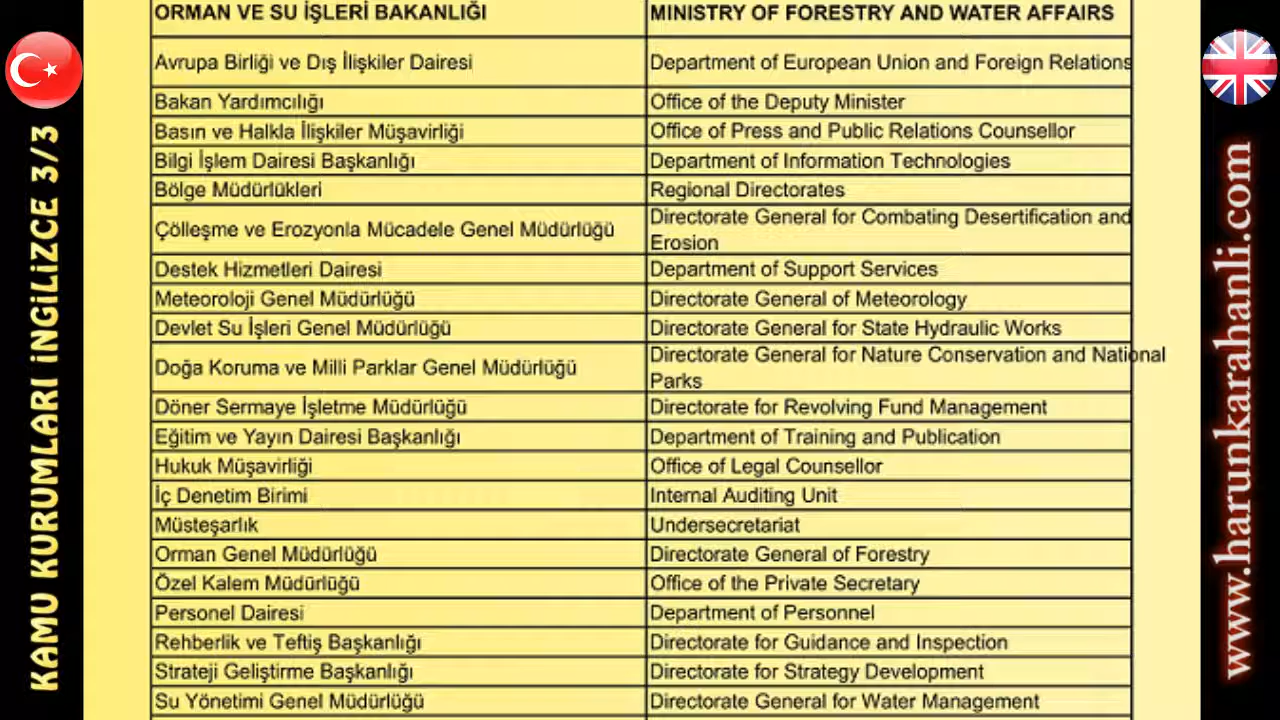 ORMAN VE SU İŞLERİ BAKANLIĞI
MINISTRY OF FORESTRY AND WATER AFFAIRS
Avrupa Birliği ve Dış İlişkiler Dairesi
Department of European Union and Foreign Relations
Bakan Yardımcılığı
Office of the Deputy Minister
Basın ve Halkla İlişkiler Müşavirliği
Office of Press and Public Relations Counsellor
Bilgi İşlem Dairesi Başkanlığı
Department of Information Technologies
Bölge Müdürlükleri
Regional Directorates
Çölleşme ve Erozyonla Mücadele Genel Müdürlüğü
Directorate General for Combating Desertification and
Erosion
Destek Hizmetleri Dairesi
Department of Support Services
Meteoroloji Genel Müdürlüğü
Directorate General of Meteorology
Devlet Su İşleri Genel Müdürlüğü
Directorate General for State Hydraulic Works
Doğa Koruma ve Milli Parklar Genel Müdürlüğü
Directorate General for Nature Conservation and National
Parks
Döner Sermaye İşletme Müdürlüğü
Directorate for Revolving Fund Management
Eğitim ve Yayın Dairesi Başkanlığı
Department of Training and Publication
Hukuk Müşavirliği
Office of Legal Counsellor
İç Denetim Birimi
Internal Auditing Unit
Müsteşarlık
Undersecretariat
Orman Genel Müdürlüğü
Directorate General of Forestry
Özel Kalem Müdürlüğü
Office of the Private Secretary
Personel Dairesi
Department of Personnel
Rehberlik ve Teftiş Başkanlığı
Directorate for Guidance and Inspection
Strateji Geliştirme Başkanlığı
Directorate for Strategy Development
Su Yönetimi Genel Müdürlüğü
Directorate General for Water Management
KAMU KURUMLARI İNGİLİZCE 3/3
www.harunkarahanli.com